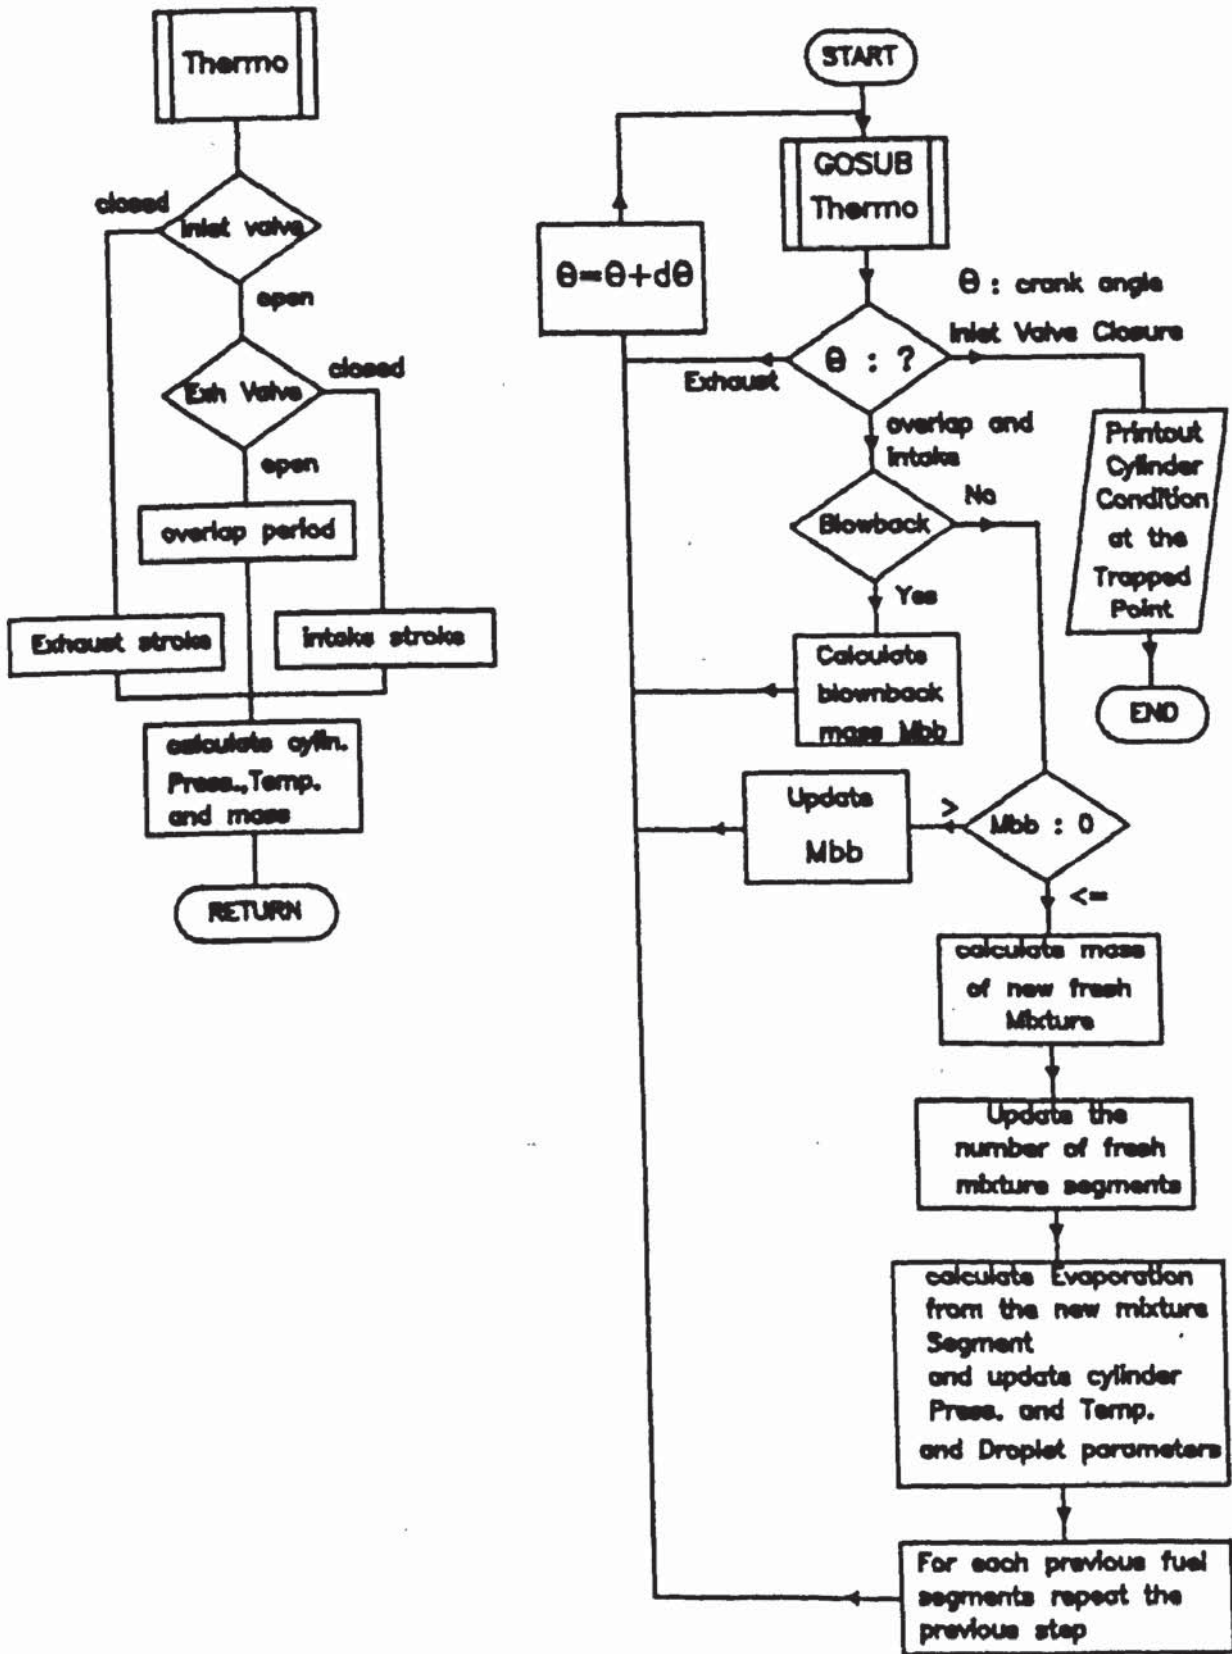 Thermo
closed
Inlet valve
open
closed
Exh Valve
open
overlap period
Exhaust stroke
intake stroke
calculate cylin.
Press.,Temp.
and mass
RETURN
START
GOSUB
Thermo
θ=θ+dθ
θ : crank angle
Inlet Valve Closure
θ : ?
Exhaust
overlap and
intake
Printout
Cylinder
Condition
at the
Trapped
Point
END
Blowback
No
Yes
Calculate
blownback
mass Mbb
Update
Mbb
>
Mbb : 0
<=
calculate mass
of new fresh
Mixture
Update the
number of fresh
mixture segments
calculate Evaporation
from the new mixture
Segment
and update cylinder
Press. and Temp.
and Droplet parameters
For each previous fuel
segments repeat the
previous step